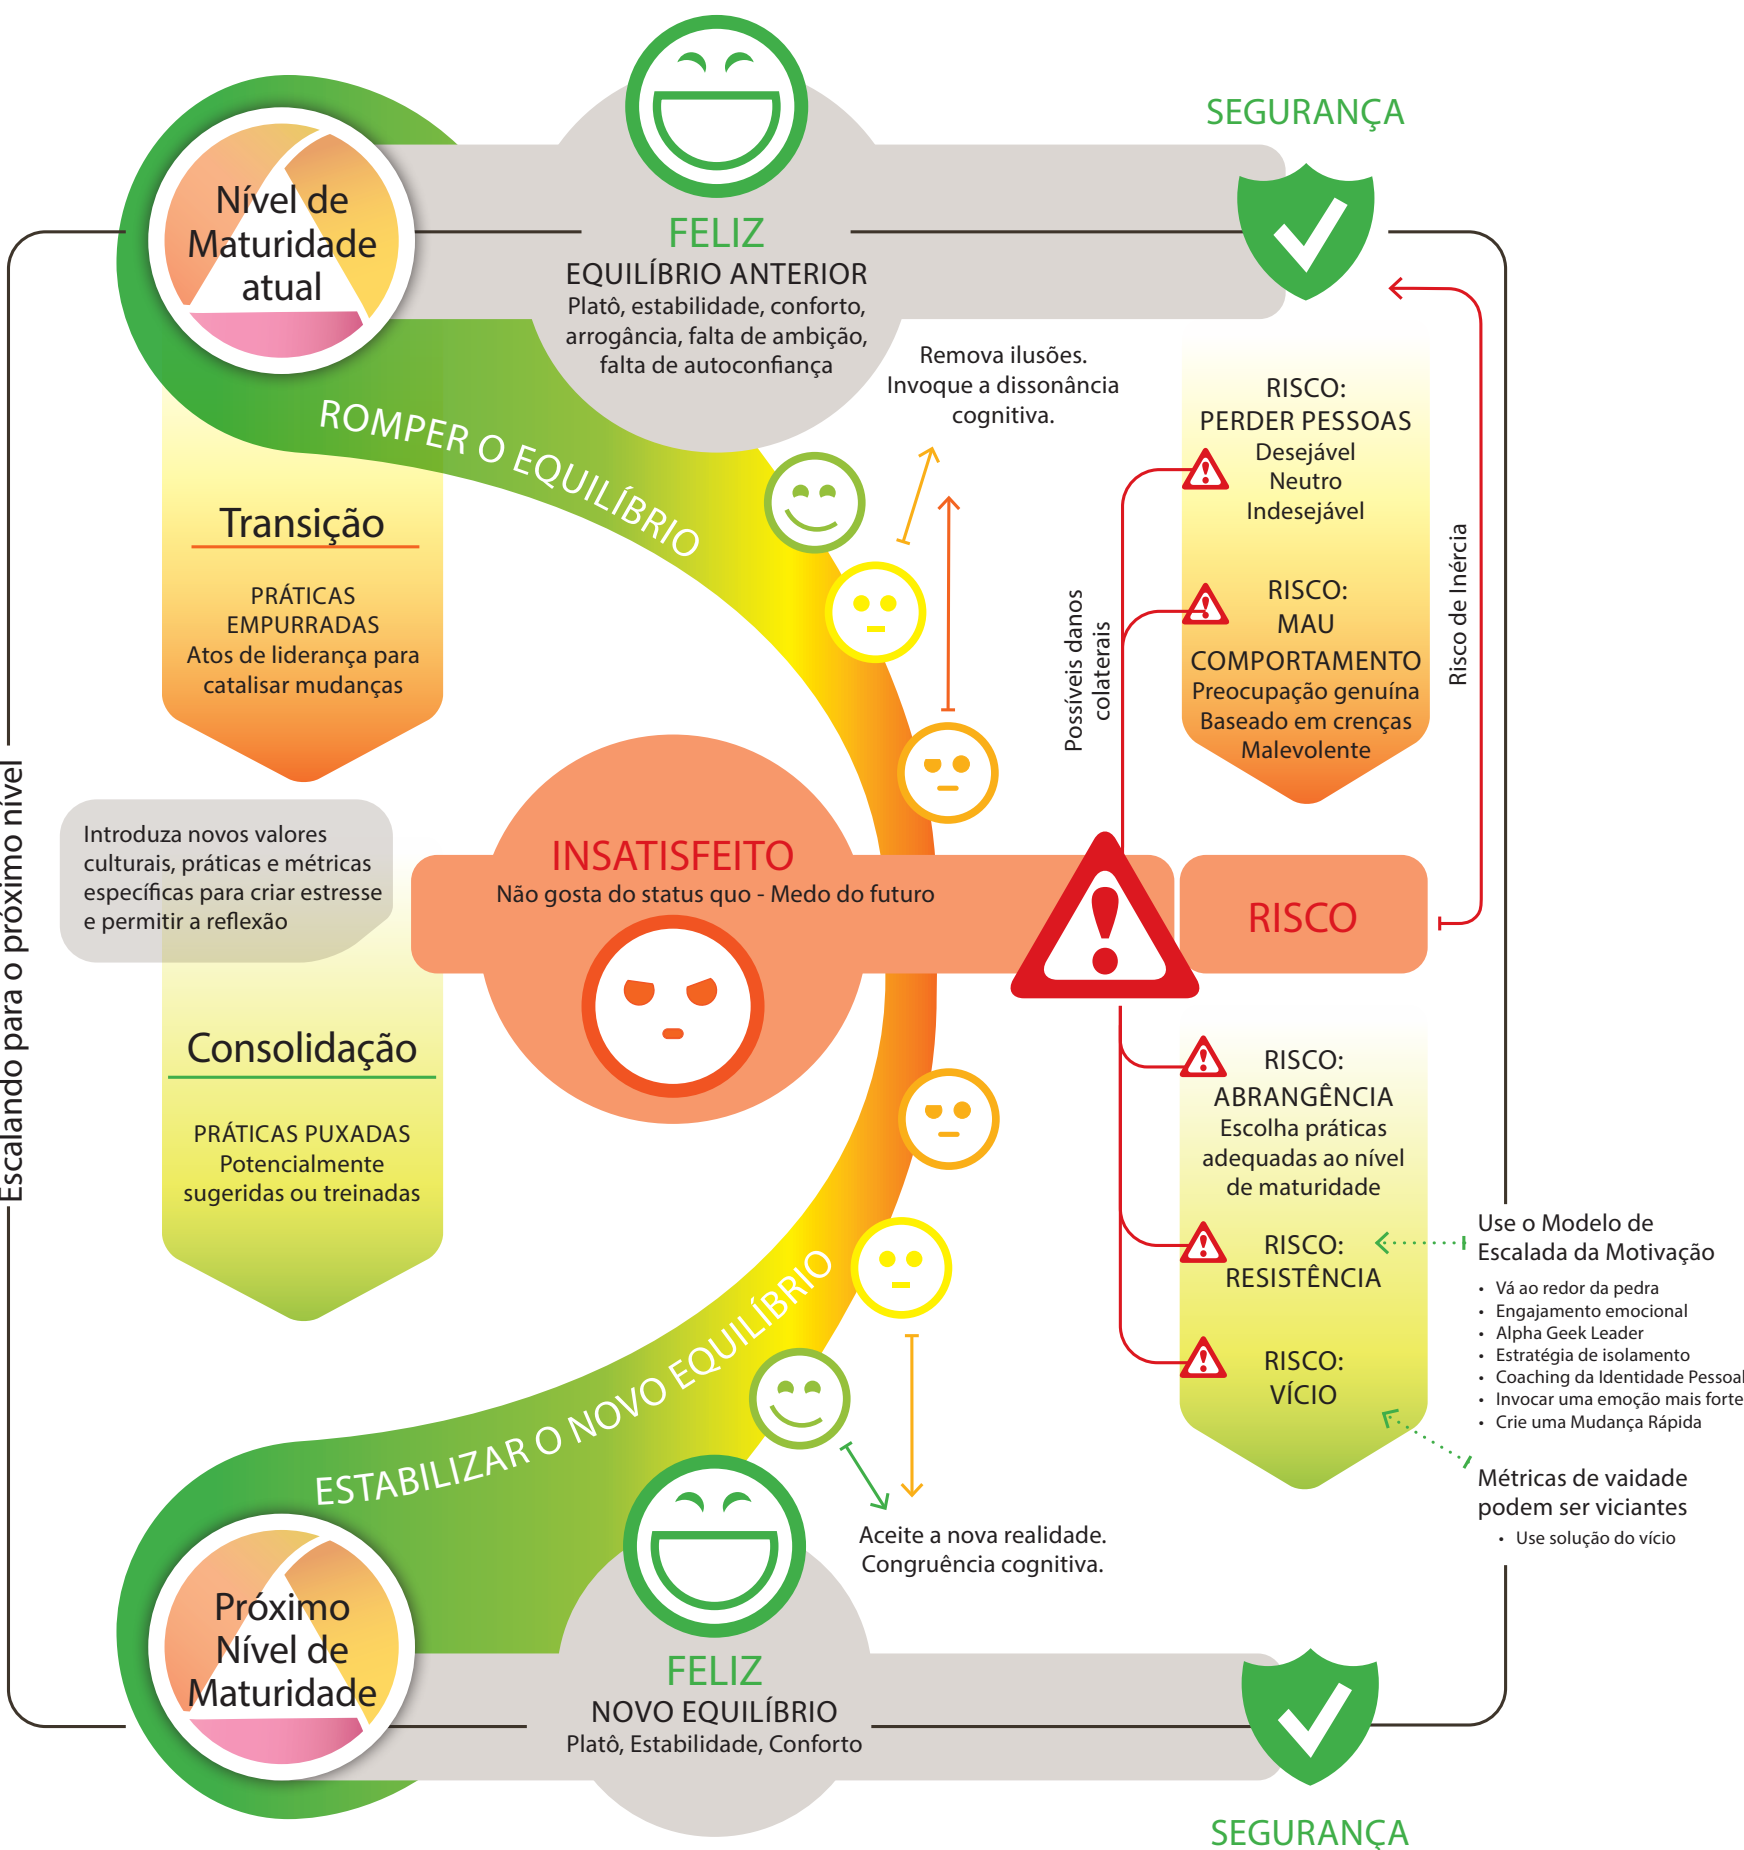 SEGURANÇA
Nível de
Maturidade
atual
FELIZ
EQUILÍBRIO ANTERIOR
Platô, estabilidade, conforto,
arrogância, falta de ambição,
falta de autoconfiança
ROMPER O EQUILÍBRIO
Remova ilusões.
Invoque a dissonância
cognitiva.
RISCO:
PERDER PESSOAS
Desejável
Neutro
Indesejável
RISCO:
MAU
COMPORTAMENTO
Preocupação genuína
Baseado em crenças
Malevolente
Possíveis danos
colaterais
Risco de Inércia
Transição
PRÁTICAS
EMPURRADAS
Atos de liderança para
catalisar mudanças
Escalando para o próximo nível
Introduza novos valores
culturais, práticas e métricas
específicas para criar estresse
e permitir a reflexão
INSATISFEITO
Não gosta do status quo - Medo do futuro
RISCO
Consolidação
PRÁTICAS PUXADAS
Potencialmente
sugeridas ou treinadas
RISCO:
ABRANGÊNCIA
Escolha práticas
adequadas ao nível
de maturidade
RISCO:
RESISTÊNCIA
RISCO:
VÍCIO
Use o Modelo de
Escalada da Motivação
• Vá ao redor da pedra
• Engajamento emocional
• Alpha Geek Leader
• Estratégia de isolamento
• Coaching da Identidade Pessoal
• Invocar uma emoção mais forte
• Crie uma Mudança Rápida
Métricas de vaidade
podem ser viciantes
• Use solução do vício
ESTABILIZAR O NOVO EQUILÍBRIO
Aceite a nova realidade.
Congruência cognitiva.
Próximo
Nível de
Maturidade
FELIZ
NOVO EQUILÍBRIO
Platô, Estabilidade, Conforto
SEGURANÇA